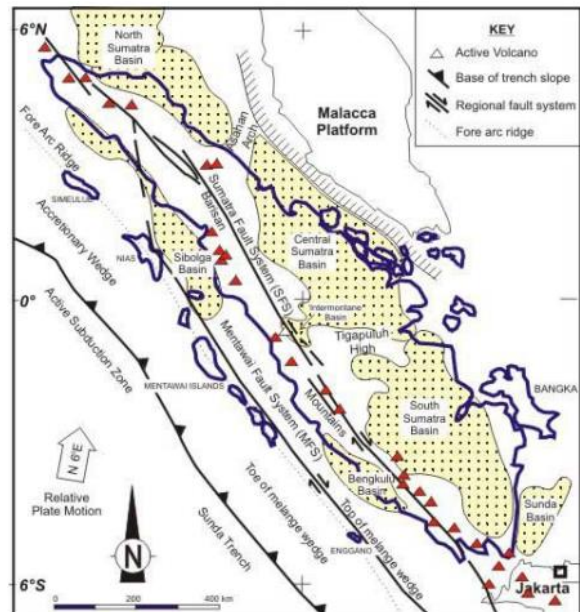 6°N
North
Sumatra
Basin
KEY
Active Volcano
Base of trench slope
Regional fault system
Fore arc ridge
Malacca
Platform
Asahan
Arch
Fore Arc Ridge
SIMEULUE
Accretionary Wedge
NIAS
Sibolga
Basin
Barisan
Sumatra Fault System (SFS)
Central
Sumatra
Basin
0°
Intermontane
Basin
Tigapuluh
High
Active Subduction Zone
MENTAWAI ISLANDS
Mentawai Fault System (MFS)
Mountains
BANGKA
South
Sumatra
Basin
Bengkulu
Basin
Sunda
Basin
N 6°E
Relative
Plate Motion
N
Sunda Trench
Toe of melange wedge
Top of melange wedge
ENGGANO
Jakarta
6°S
0
200
400 km